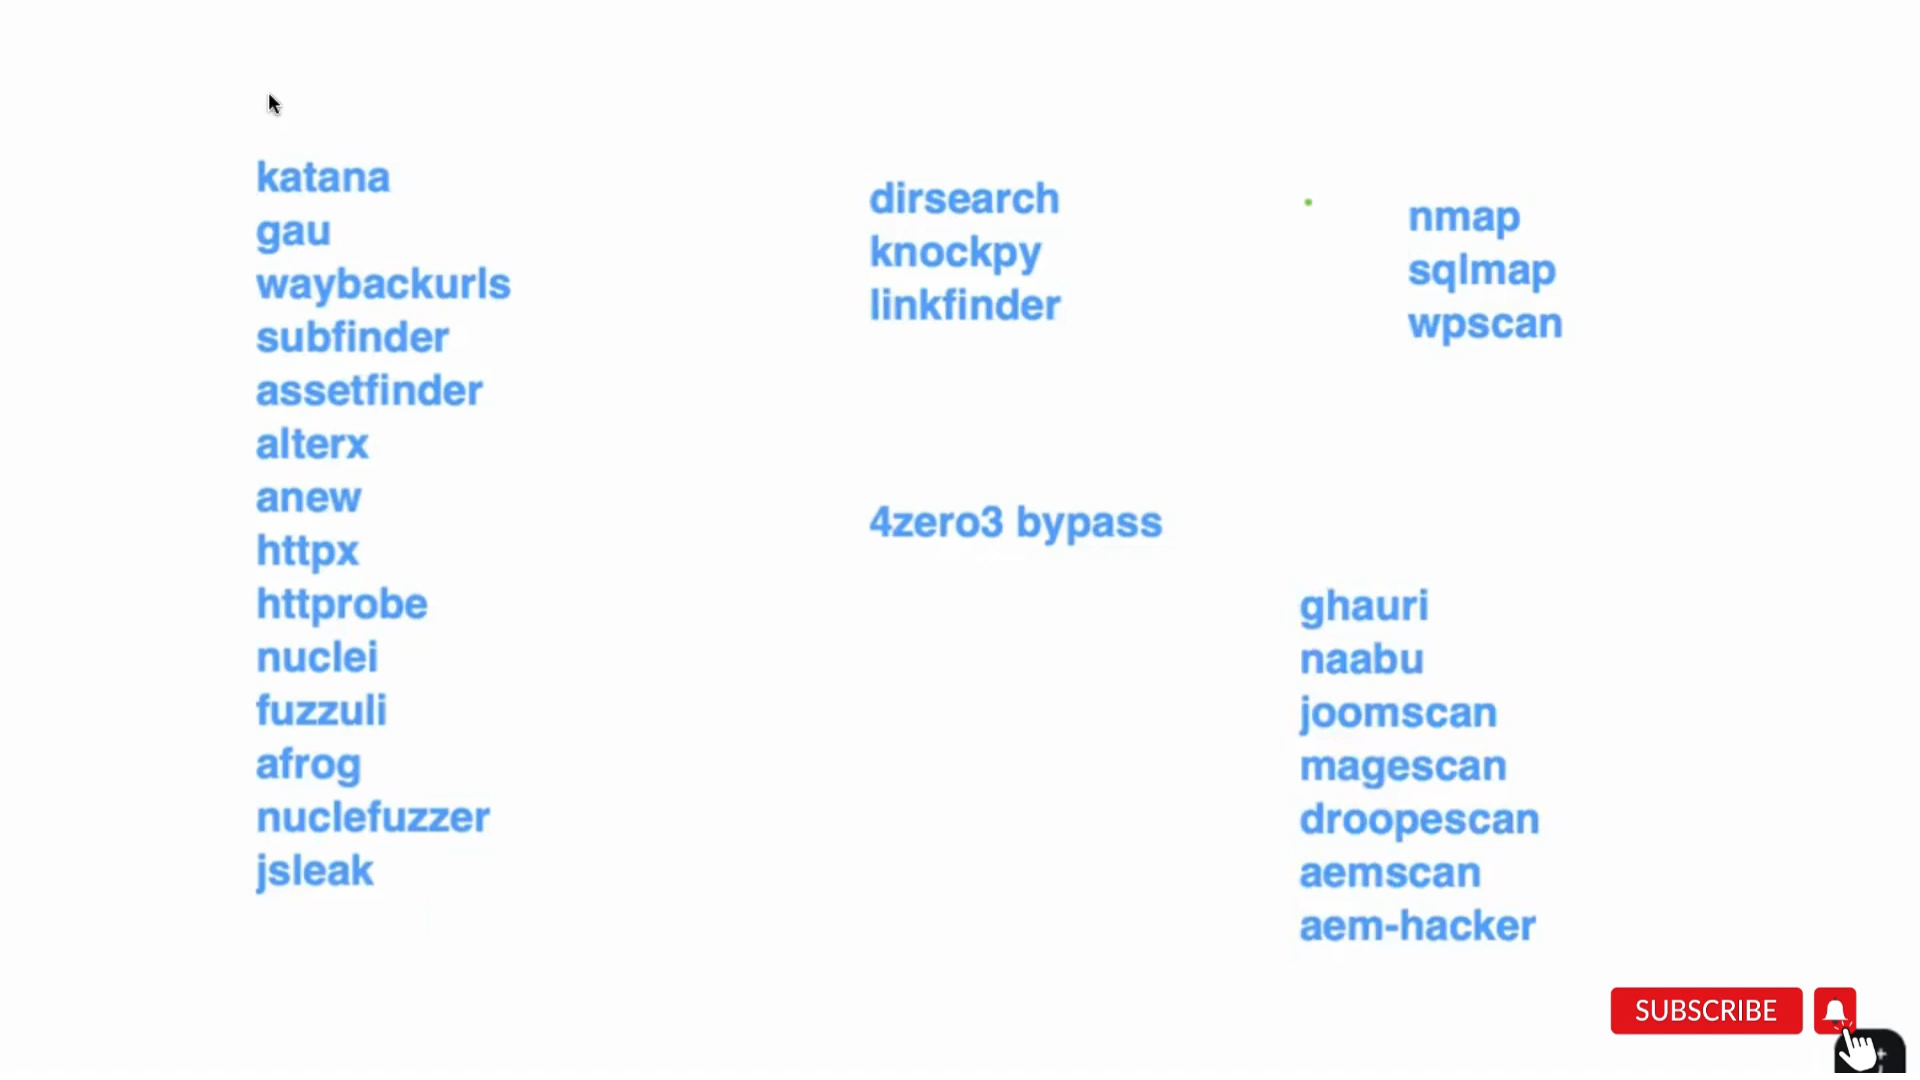 katana
gau
waybackurls
subfinder
assetfinder
alterx
anew
httpx
httprobe
nuclei
fuzzuli
afrog
nuclefuzzer
jsleak
dirsearch
knockpy
linkfinder
4zero3 bypass
nmap
sqlmap
wpscan
ghauri
naabu
joomscan
magescan
droopescan
aemscan
aem-hacker
SUBSCRIBE